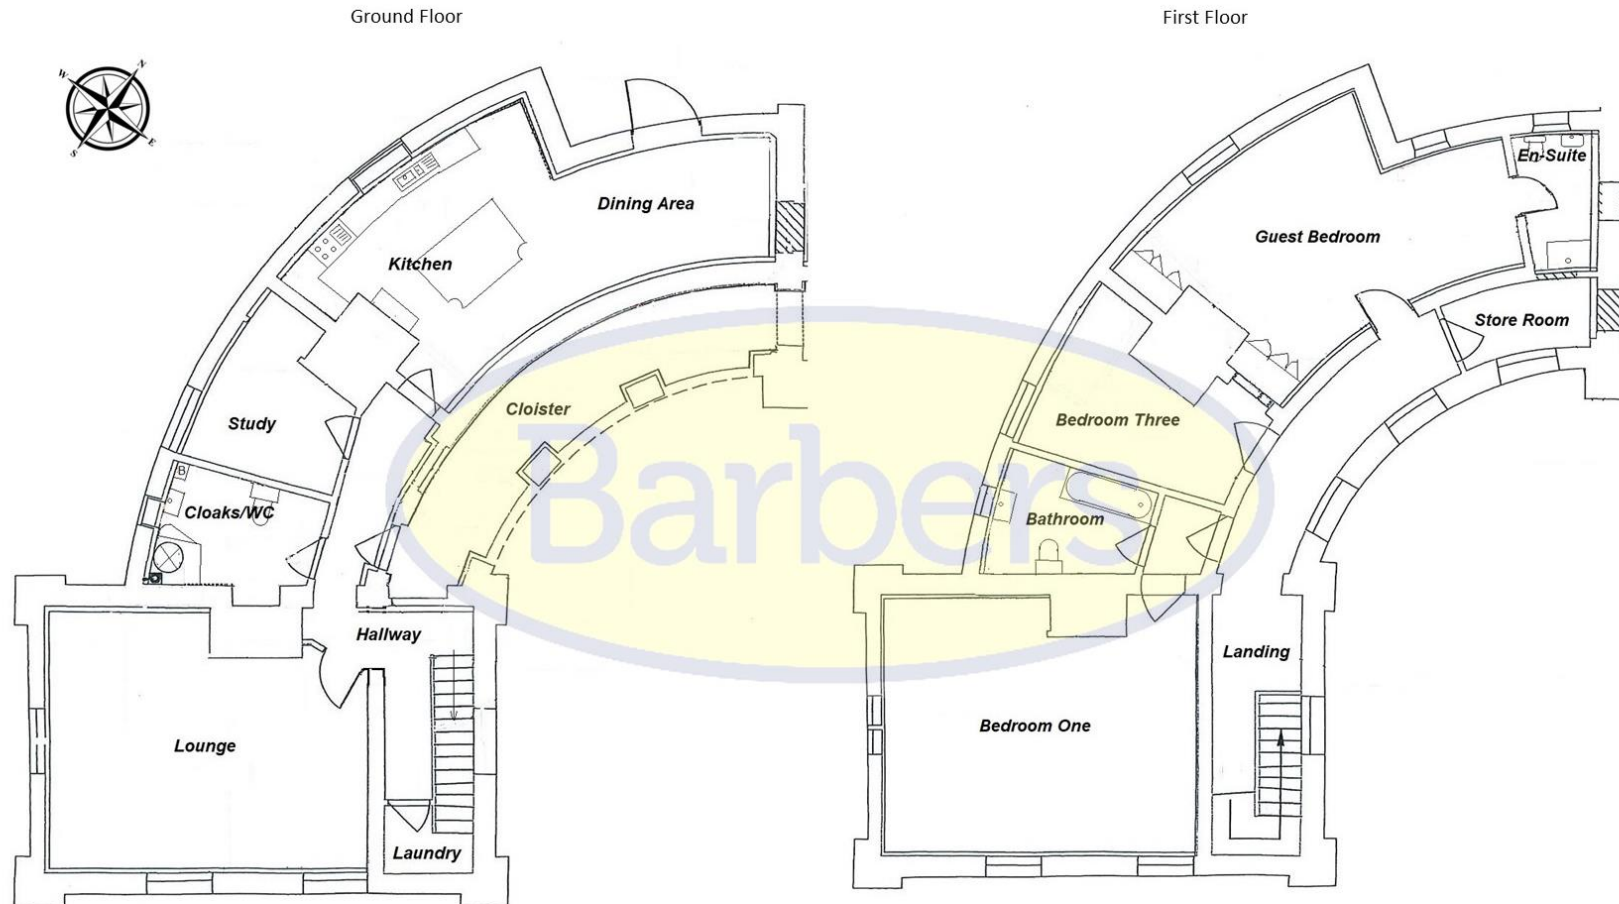 Ground Floor
First Floor
N
W
S
E
Dining Area
Kitchen
Study
Cloister
B
Cloaks/WC
Hallway
Lounge
Laundry
En-Suite
Guest Bedroom
Store Room
Bedroom Three
Bathroom
Landing
Bedroom One
Barbers